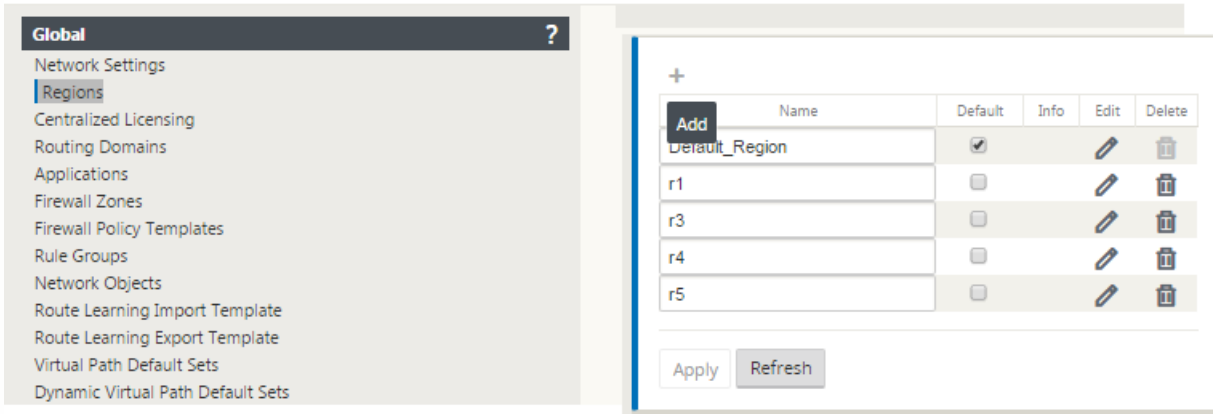 Global ?
Network Settings
Regions
Centralized Licensing
Routing Domains
Applications
Firewall Zones
Firewall Policy Templates
Rule Groups
Network Objects
Route Learning Import Template
Route Learning Export Template
Virtual Path Default Sets
Dynamic Virtual Path Default Sets
+
Name Default Info Edit Delete
Add
Default_Region
r1
r3
r4
r5
Apply Refresh